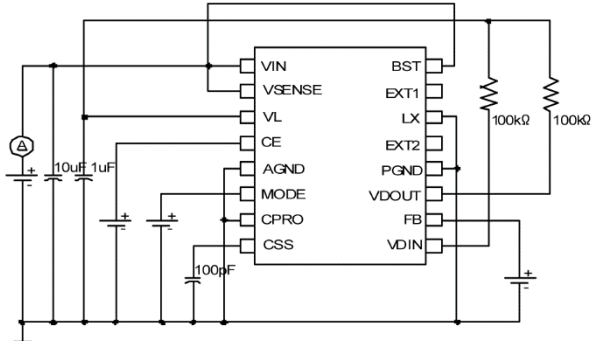 VIN BST
VSENSE EXT1
100kΩ 100kΩ
VL LX
CE EXT2
A
10uF 1uF AGND PGND
MODE VDOUT
CPRO FB
CSS VDIN
100pF